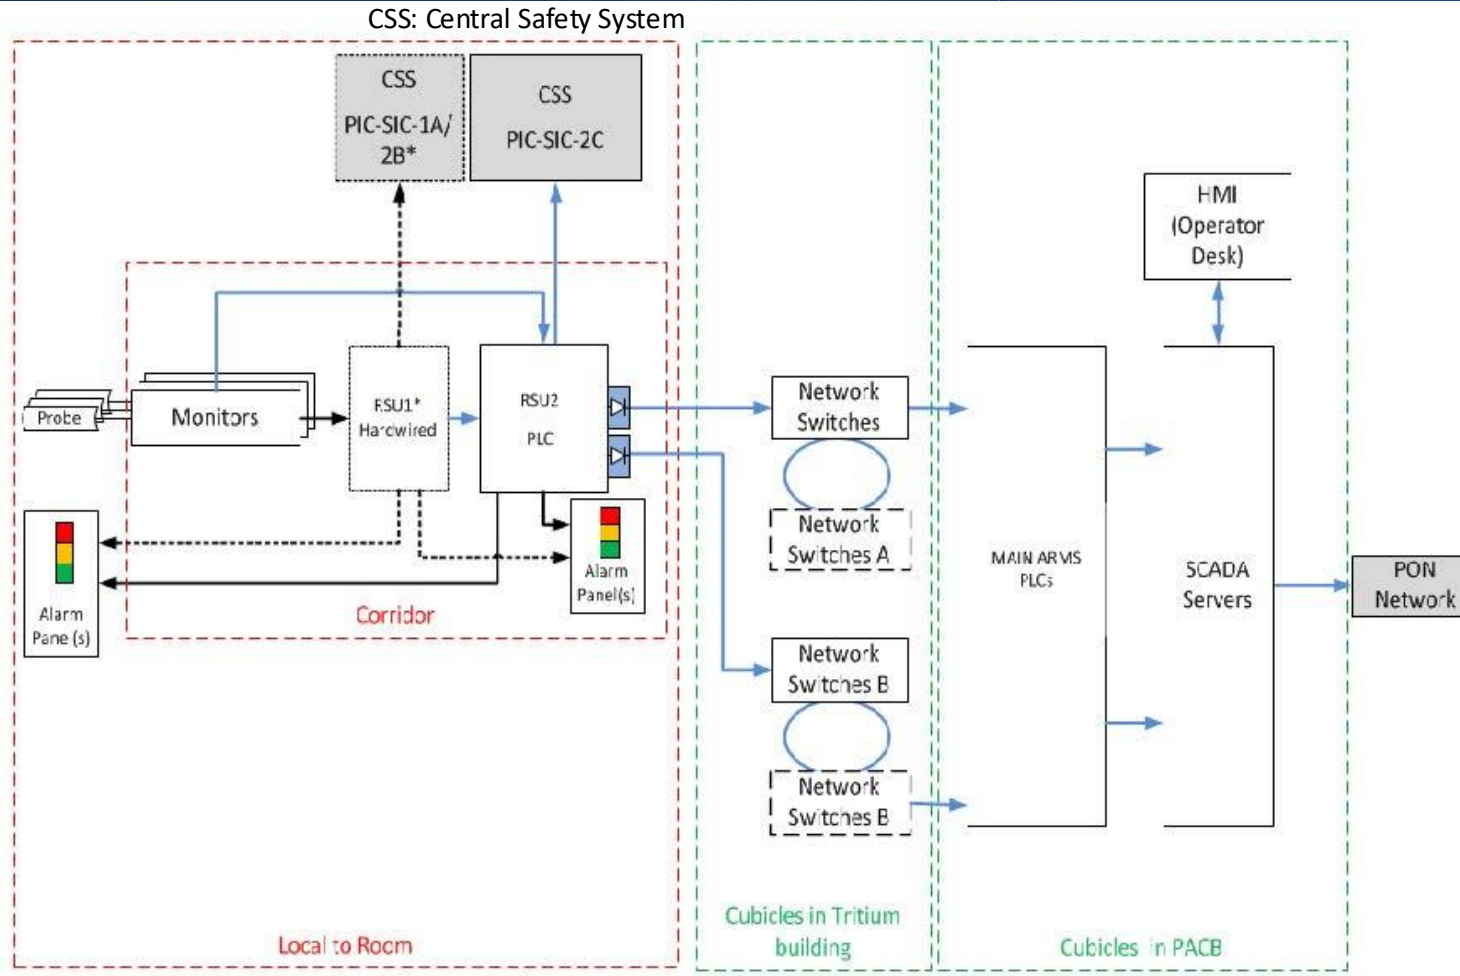 CSS: Central Safety System
CSS
PIC-SIC-1A/
2B*
CSS
PIC-SIC-2C
HMI
(Operator
Desk)
Probe
Monitors
RSU1*
Hardwired
RSU2
PLC
Network
Switches
Network
Switches A
Alarm
Pane (s)
Alarm
Panel(s)
Corridor
Network
Switches B
Network
Switches B
MAIN ARMS
PLCs
SCADA
Servers
PON
Network
Local to Room
Cubicles in Tritium
building
Cubicles in PACB